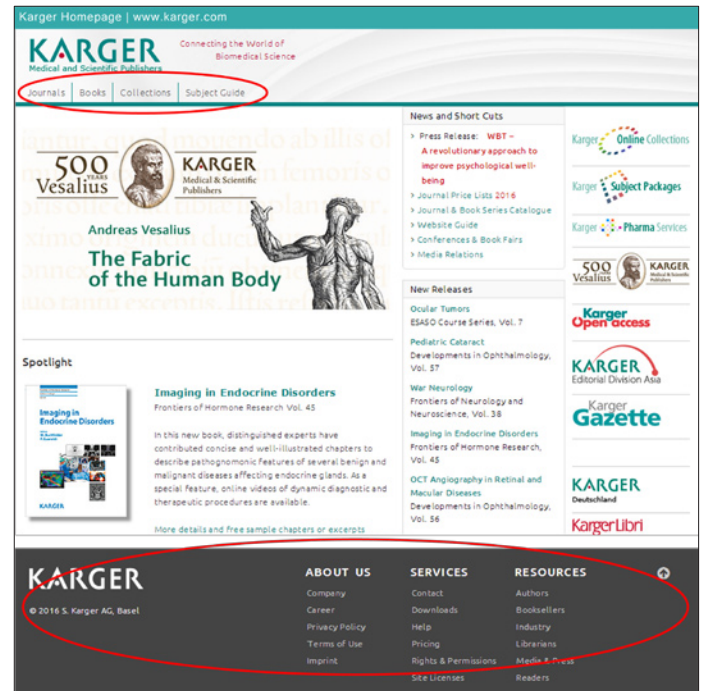 Karger Homepage | www.karger.com
KARGER
Medical and Scientific Publishers
Connecting the World of
Biomedical Science
Journals Books Collections Subject Guide
500
YEARS
Vesalius
KARGER
Medical & Scientific
Publishers
Andreas Vesalius
The Fabric
of the Human Body
Spotlight
Imaging in
Endocrine Disorders
KARGER
Imaging in Endocrine Disorders
Frontiers of Hormone Research Vol. 45
In this new book, distinguished experts have
contributed concise and well-illustrated chapters to
describe pathognomonic features of several benign and
malignant diseases affecting endocrine glands. As a
special feature, online videos of dynamic diagnostic and
therapeutic procedures are available.
More details and free sample chapters or excerpts
News and Short Cuts
> Press Release: WBT –
A revolutionary approach to
improve psychological well-
being
> Journal Price Lists 2016
> Journal & Book Series Catalogue
> Website Guide
> Conferences & Book Fairs
> Media Relations
New Releases
Ocular Tumors
ESASO Course Series, Vol. 7
Pediatric Cataract
Developments in Ophthalmology,
Vol. 57
War Neurology
Frontiers of Neurology and
Neuroscience, Vol. 38
Imaging in Endocrine Disorders
Frontiers of Hormone Research,
Vol. 45
OCT Angiography in Retinal and
Macular Diseases
Developments in Ophthalmology,
Vol. 56
Karger Online Collections
Karger Subject Packages
Karger Pharma Services
500
YEARS
Vesalius
KARGER
Medical & Scientific
Publishers
Karger
Open access
KARGER
Editorial Division Asia
Karger
Gazette
KARGER
Deutschland
KargerLibri
KARGER
© 2016 S. Karger AG, Basel
ABOUT US
Company
Career
Privacy Policy
Terms of Use
Imprint
SERVICES
Contact
Downloads
Help
Pricing
Rights & Permissions
Site Licenses
RESOURCES
Authors
Booksellers
Industry
Librarians
Media & Press
Readers